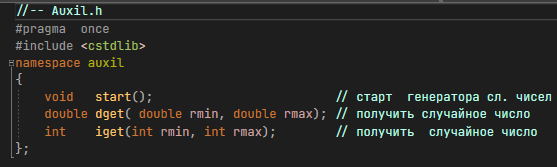 //-- Auxil.h
#pragma  once
#include <cstdlib>
namespace auxil
{
    void   start();                       // старт  генератора сл. чисел
    double dget( double rmin, double rmax); // получить случайное число
    int    iget(int rmin, int rmax);        // получить  случайное число
};